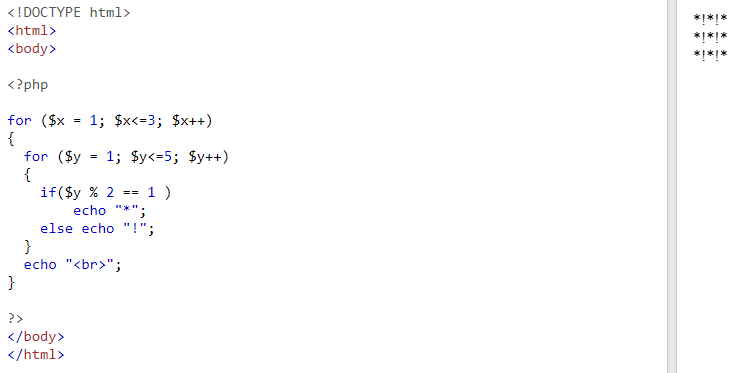 <!DOCTYPE html>
<html>
<body>

<?php

for ($x = 1; $x<=3; $x++)
{
  for ($y = 1; $y<=5; $y++)
  {
    if($y % 2 == 1 )
        echo "*";
    else echo "!";
  }
  echo "<br>";
}

?>
</body>
</html>
*!*!*
*!*!*
*!*!*